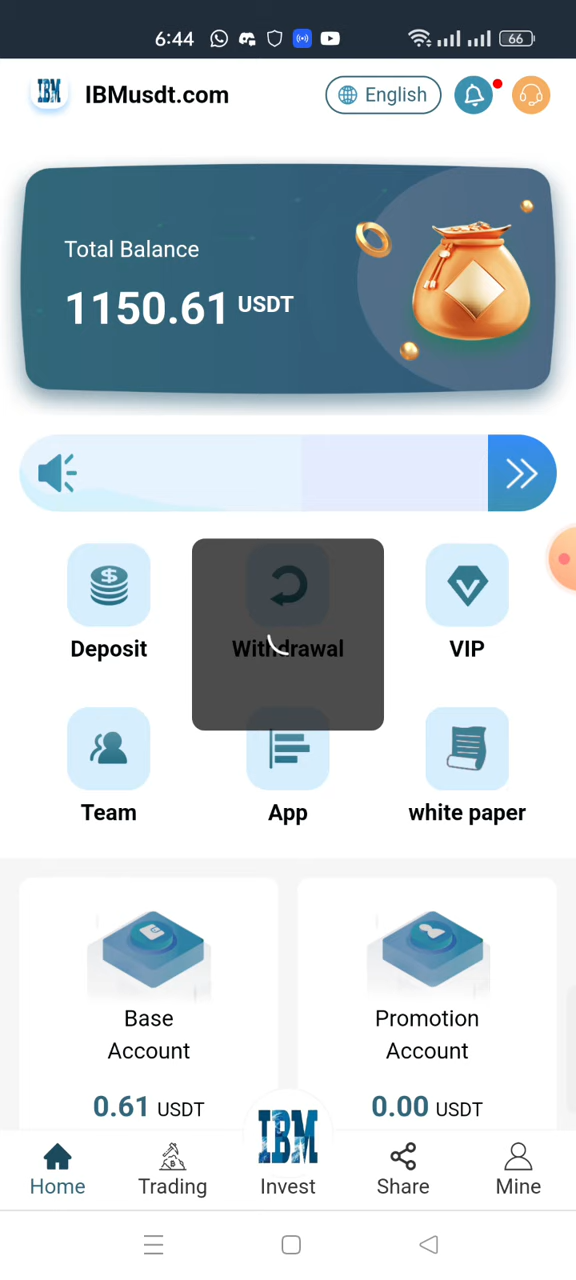 6:44
66
IBM
IBMusdt.com
English
Total Balance
1150.61 USDT
Deposit
Withdrawal
VIP
Team
App
white paper
Base
Account
Promotion
Account
0.61 USDT
0.00 USDT
IBM
Home
Trading
Invest
Share
Mine